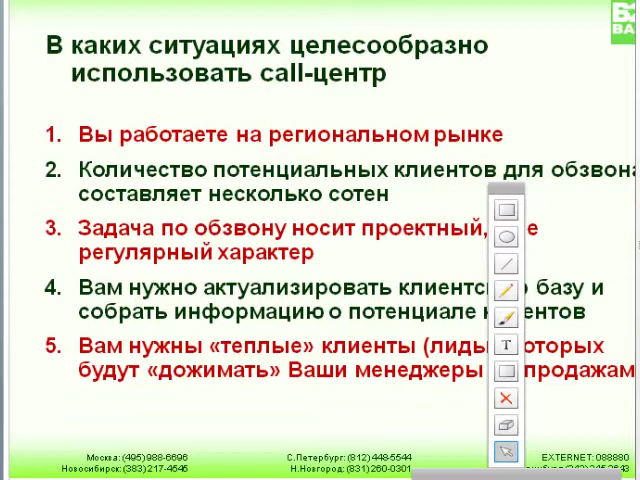 В каких ситуациях целесообразно
использовать call-центр
1. Вы работаете на региональном рынке
2. Количество потенциальных клиентов для обзвона
составляет несколько сотен
3. Задача по обзвону носит проектный, е
регулярный характер
4. Вам нужно актуализировать клиентск базу и
собрать информацию о потенциале к ентов
5. Вам нужны «теплые» клиенты (лиды оторых
будут «дожимать» Ваши менеджеры продажам
T
Москва: (495) 988-6696 С.Петербург: (812) 448-5544 EXTERNET: 088880
Новосибирск: (383) 217-4545 Н.Новгород: (831) 260-0301